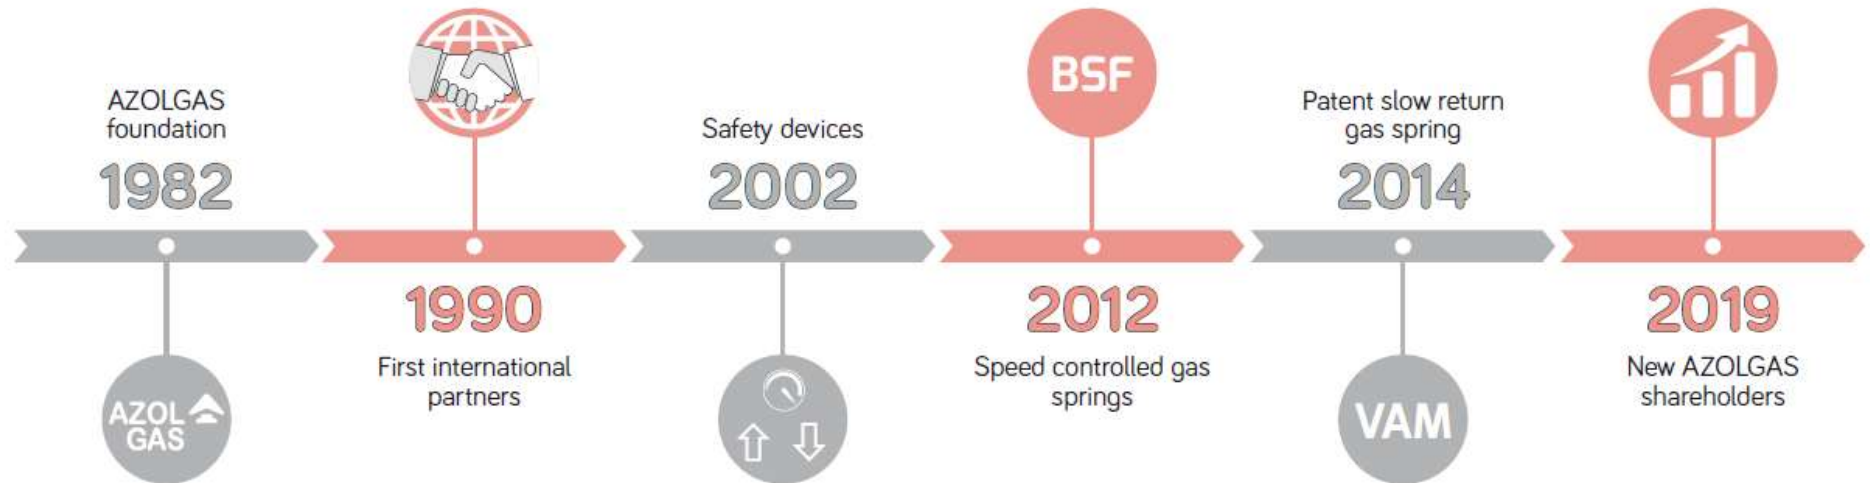 AZOLGAS
foundation
1982
AZOL
GAS
1990
First international
partners
Safety devices
2002
BSF
2012
Speed controlled gas
springs
Patent slow return
gas spring
2014
VAM
2019
New AZOLGAS
shareholders